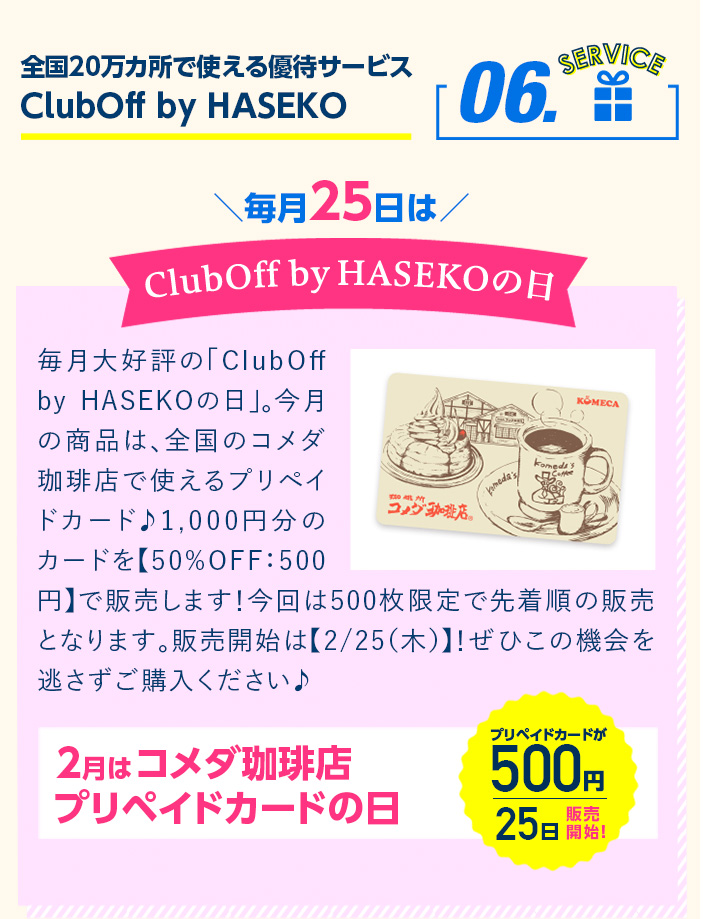 全国20万カ所で使える優待サービス
ClubOff by HASEKO
06.
SERVICE
毎月25日は
ClubOff by HASEKOの日
毎月大好評の「ClubOff
by HASEKOの日」。今月
の商品は、全国のコメダ
珈琲店で使えるプリペイ
ドカード♪1,000円分の
カードを【50%OFF：500
円】で販売します！今回は500枚限定で先着順の販売
となります。販売開始は【2/25(木)】！ぜひこの機会を
逃さずご購入ください♪
KOMECA
Komeda's
Coffee
Komeda's
コメダ珈琲店
2月はコメダ珈琲店
プリペイドカードの日
プリペイドカードが
500円
25日
販売
開始!